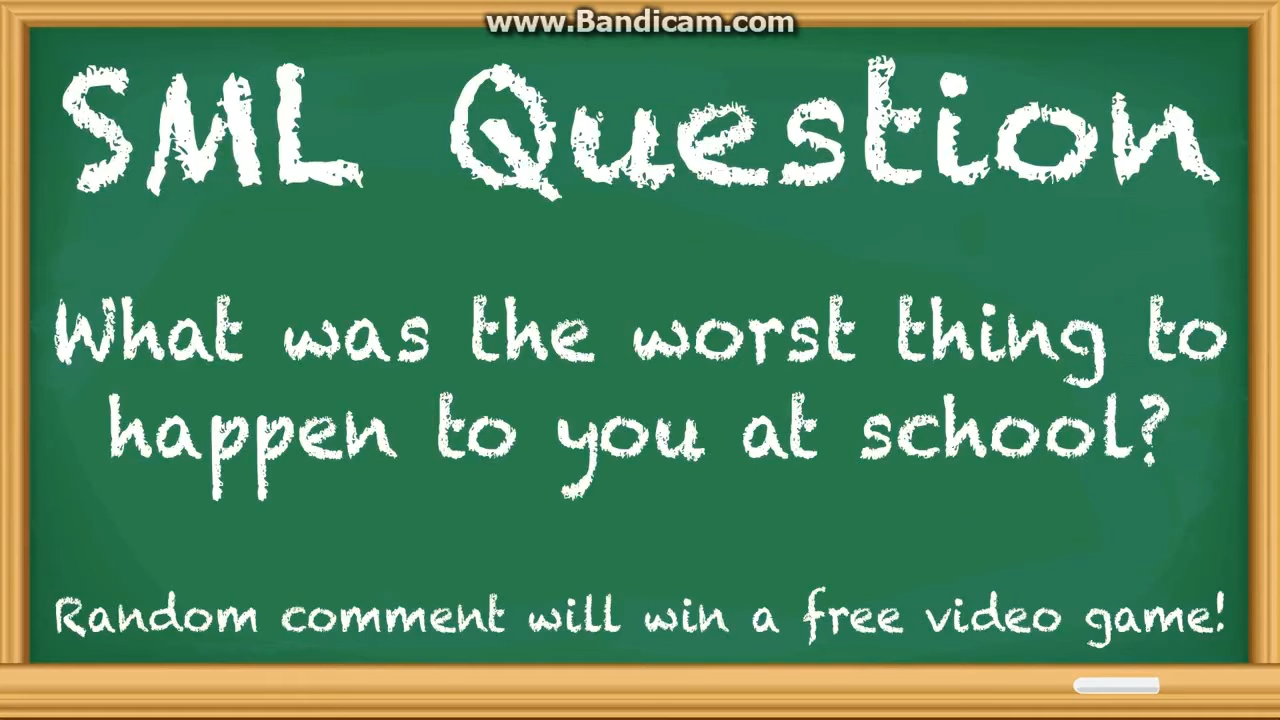 www.Bandicam.com
SML Question
What was the worst thing to
happen to you at school?
Random comment will win a free video game!